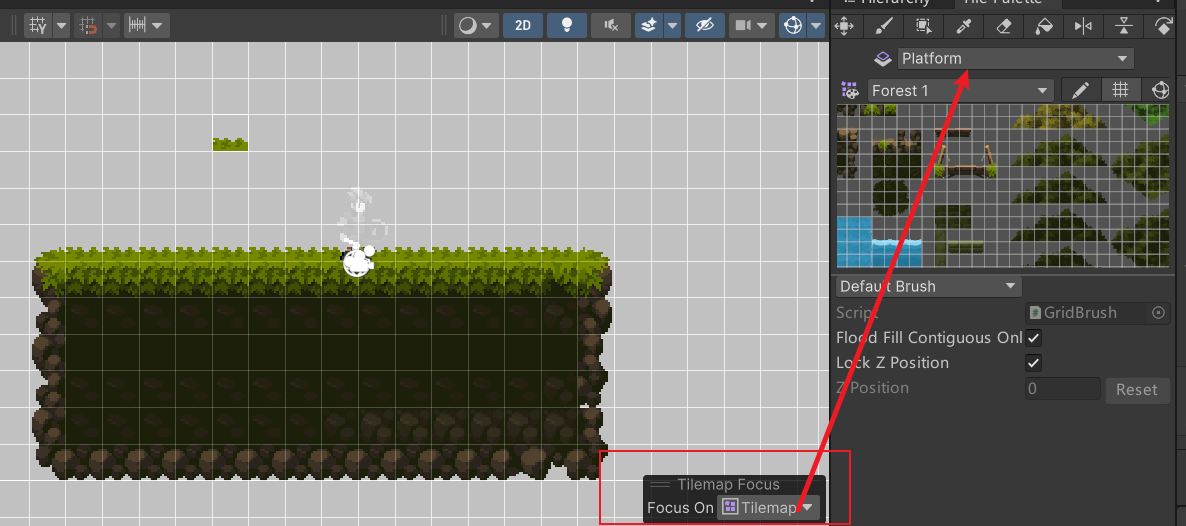 Tile Palette
2D
Platform
Forest 1
Default Brush
Script
GridBrush
Flood Fill Contiguous Onl
Lock Z Position
Z Position
0
Reset
Tilemap Focus
Focus On
Tilemap